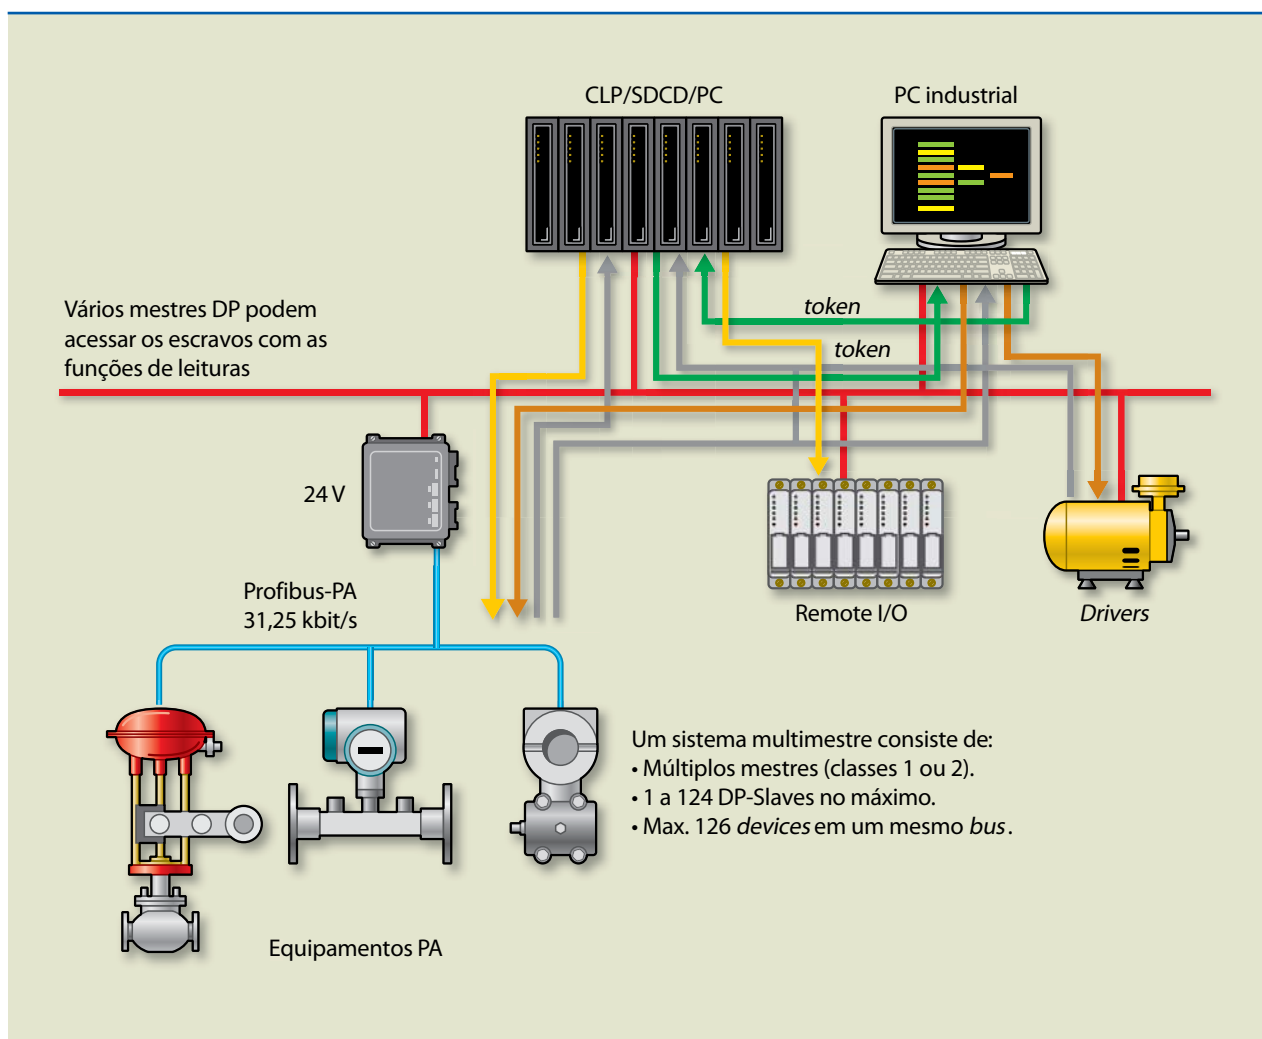 CLP/SDCD/PC
PC industrial
Vários mestres DP podem
acessar os escravos com as
funções de leituras
token
token
24 V
Profibus-PA
31,25 kbit/s
Remote I/O
Drivers
Um sistema multimestre consiste de:
• Múltiplos mestres (classes 1 ou 2).
• 1 a 124 DP-Slaves no máximo.
• Max. 126 devices em um mesmo bus.
Equipamentos PA